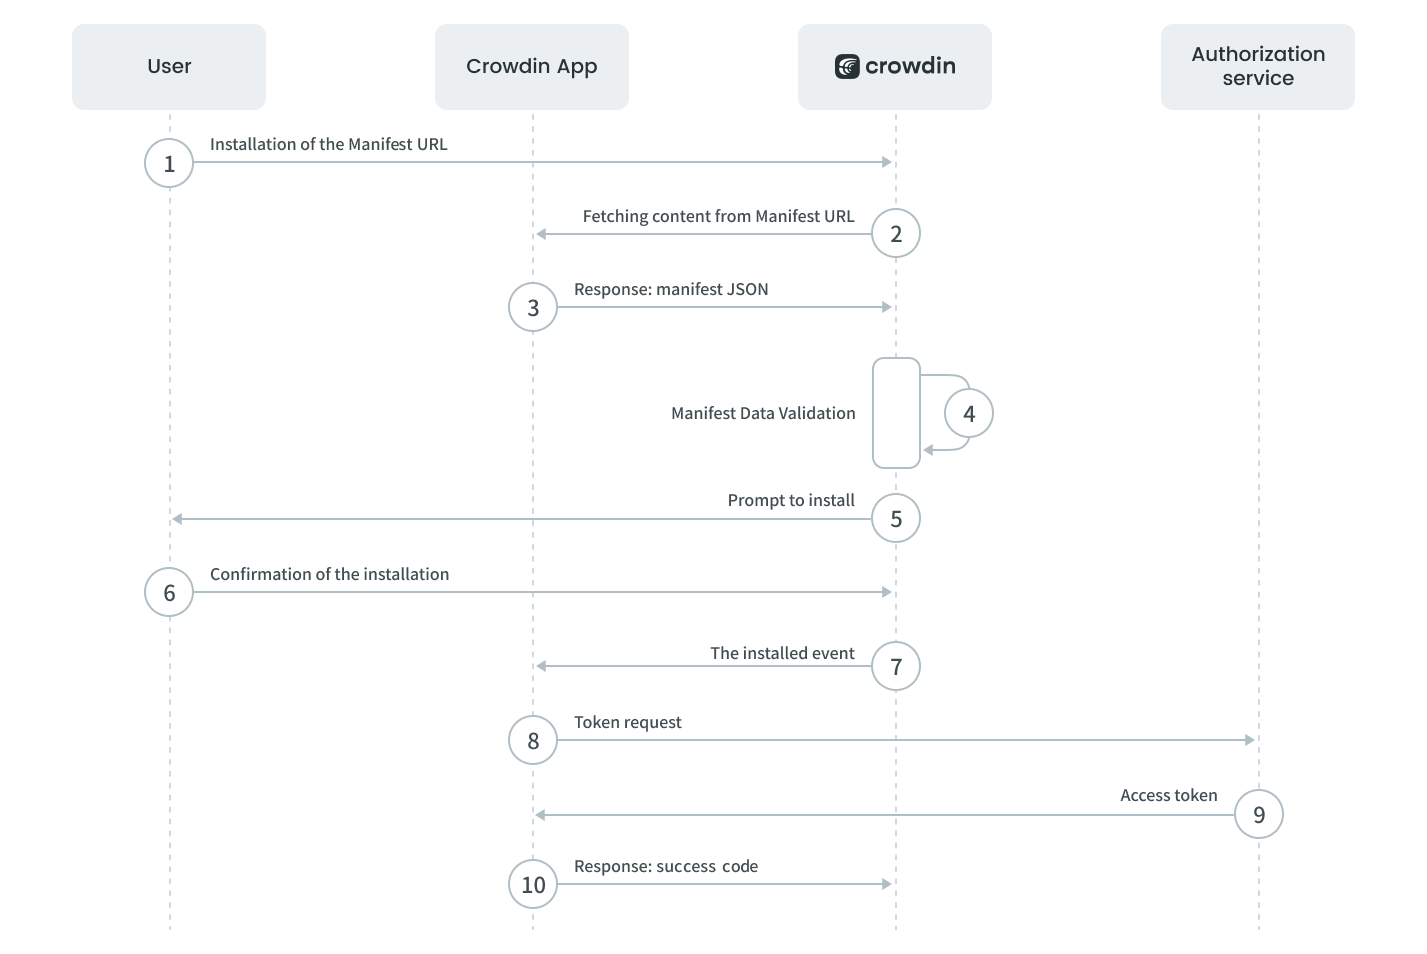 User
Crowdin App
crowdin
Authorization
service
1
Installation of the Manifest URL
Fetching content from Manifest URL
2
3
Response: manifest JSON
Manifest Data Validation
4
Prompt to install
5
6
Confirmation of the installation
The installed event
7
8
Token request
Access token
9
10
Response: success code